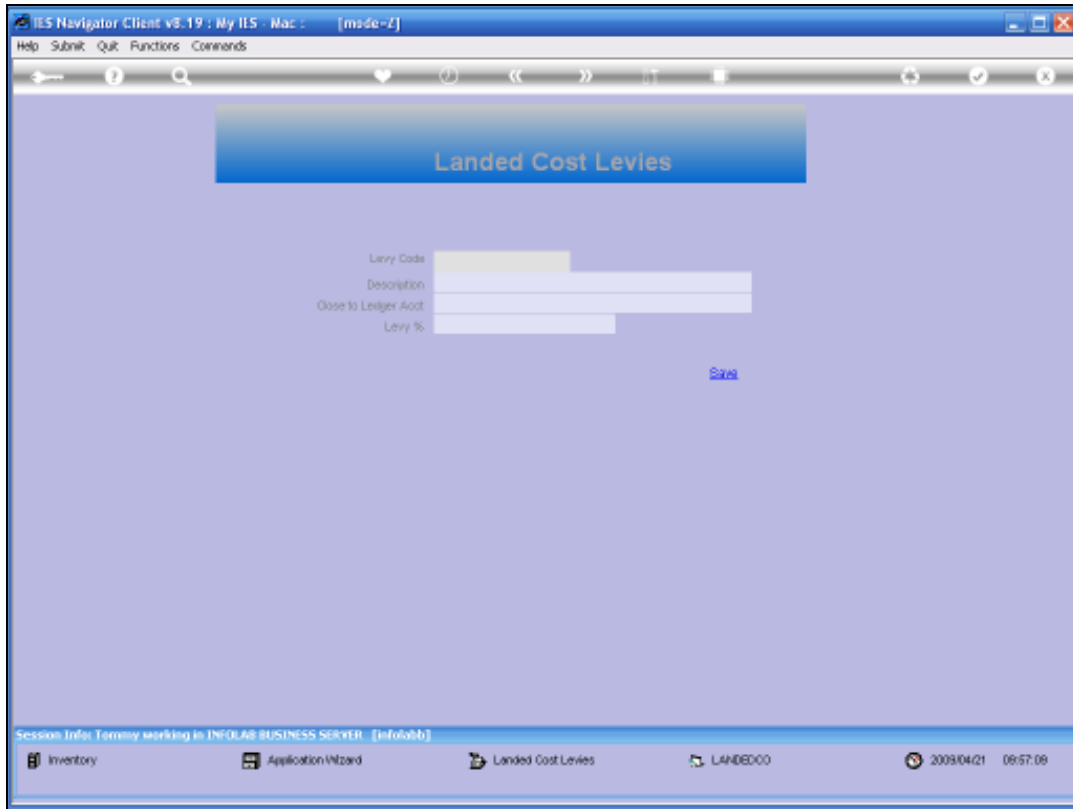 IES Navigator Client v8.19 : My IES - Mac : [mode=Z]
Help Submit Quit Functions Commands
Landed Cost Levies
Levy Code
Description
Close to Ledger Acct
Levy %
Save
Session Info: Tommy working in INFOLAB BUSINESS SERVER [infolabb]
Inventory Application Wizard Landed Cost Levies LANDEDCO 2009/04/21 09:57:09